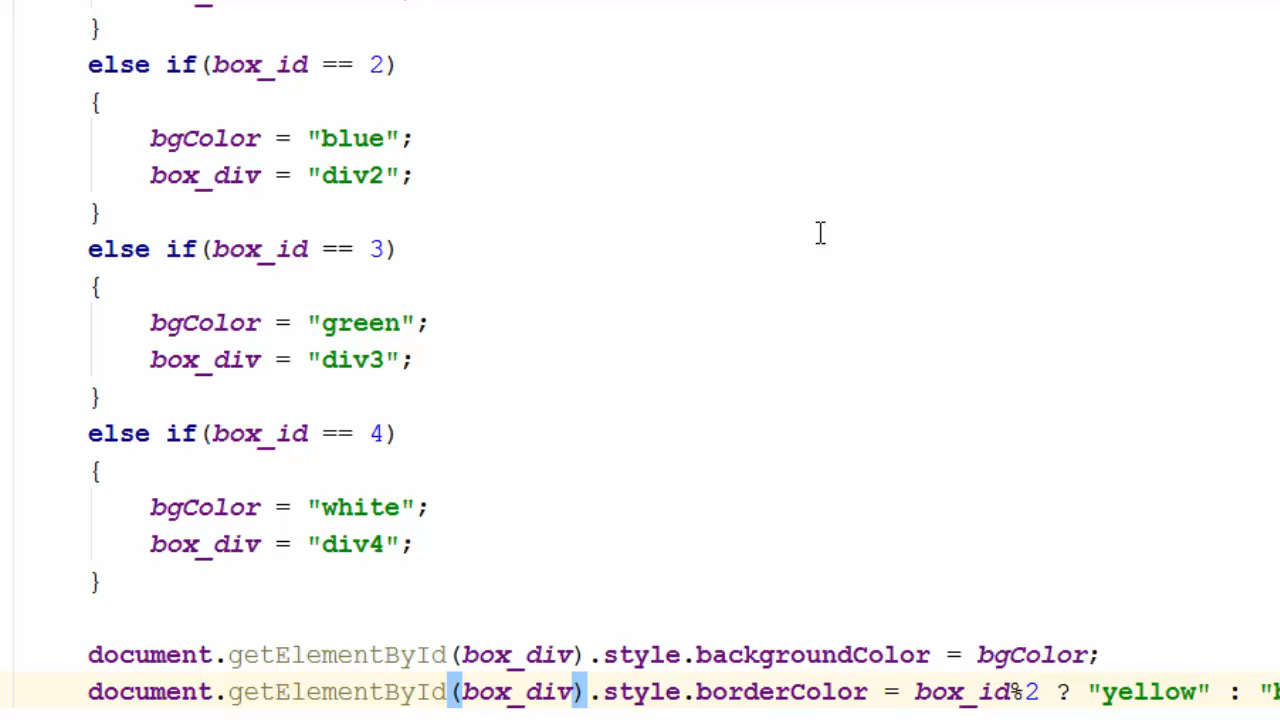 }
else if(box_id == 2)
{
bgColor = "blue";
box_div = "div2";
}
else if(box_id == 3)
{
bgColor = "green";
box_div = "div3";
}
else if(box_id == 4)
{
bgColor = "white";
box_div = "div4";
}
document.getElementById(box_div).style.backgroundColor = bgColor;
document.getElementById(box_div).style.borderColor = box_id%2 ? "yellow" :